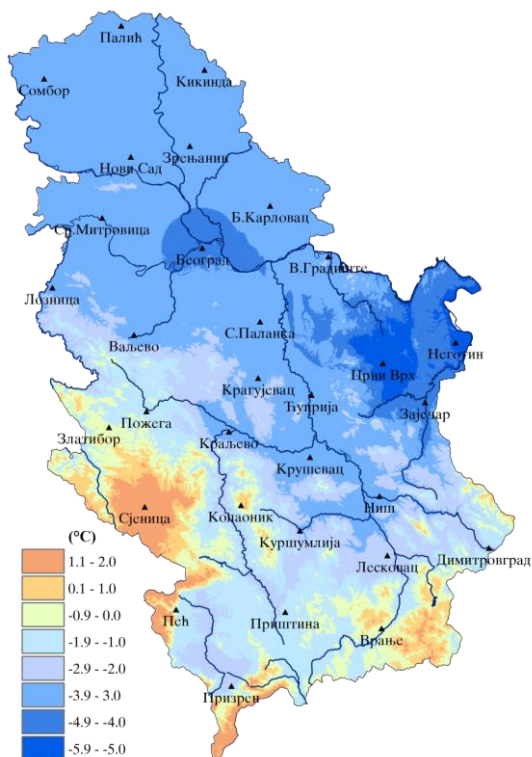 Палић
Кикинда
Сомбор
Зрењанин
Нови Сад
Б.Карловац
Ср.Митровица
Београд
В.Градиште
Лозница
С.Паланка
Ваљево
Неготин
Црни Врх
Крагујевац
Ћуприја
Зајечар
Пожега
Златибор
Краљево
Крушевац
Ниш
Сјеница
Копаоник
Куршумлија
Лесковац
Димитровград
Пећ
Приштина
Врање
Призрен
(°C)
1.1 - 2.0
0.1 - 1.0
-0.9 - 0.0
-1.9 - -1.0
-2.9 - -2.0
-3.9 - 3.0
-4.9 - -4.0
-5.9 - -5.0